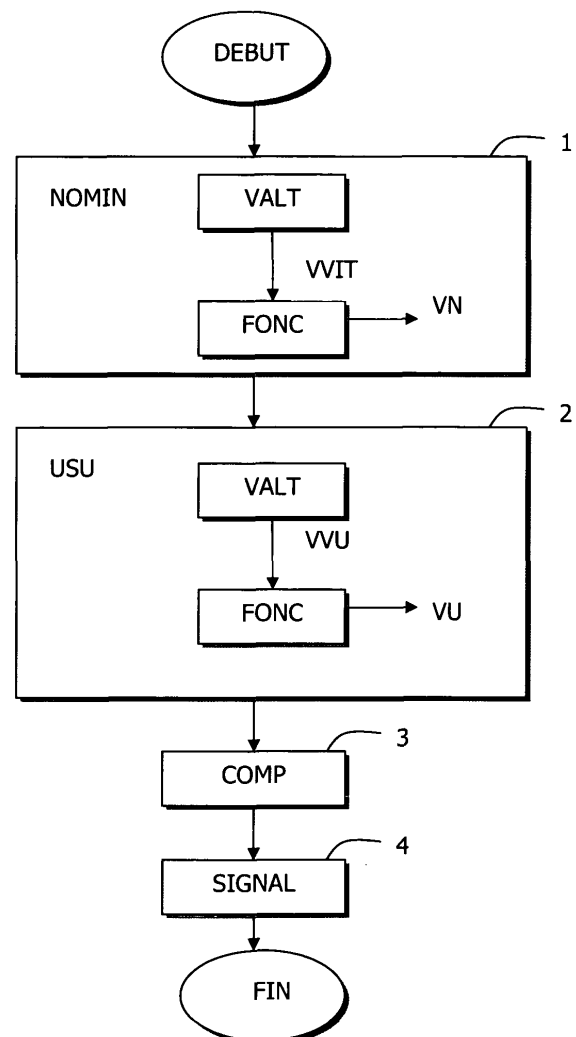 DEBUT
1
NOMIN
VALT
VVIT
FONC
VN
2
USU
VALT
VVU
FONC
VU
3
COMP
4
SIGNAL
FIN